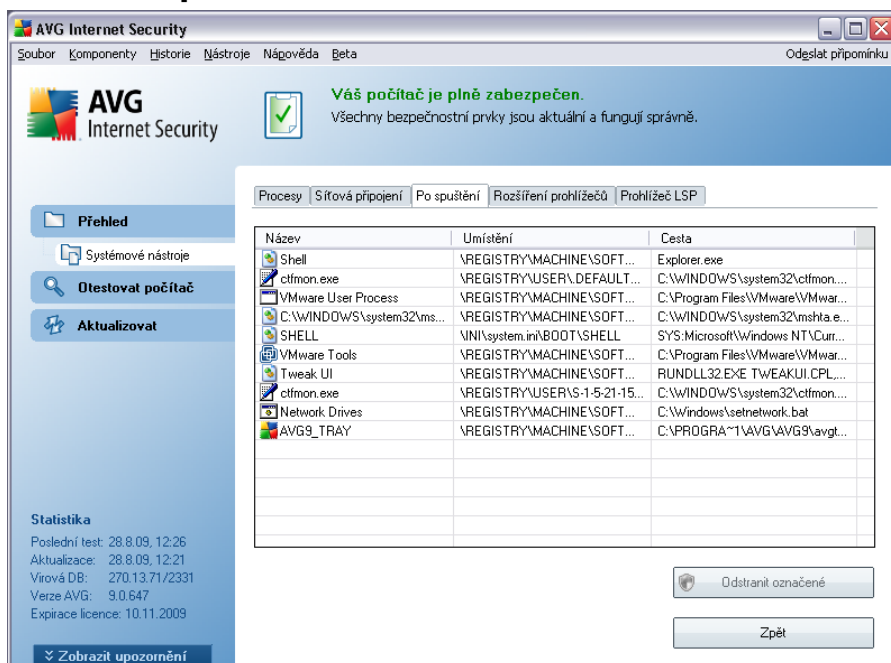 AVG Internet Security
Soubor Komponenty Historie Nástroje Nápověda Beta Odeslat připomínku
AVG
Internet Security
Váš počítač je plně zabezpečen.
Všechny bezpečnostní prvky jsou aktuální a fungují správně.
Přehled
Systémové nástroje
Otestovat počítač
Aktualizovat
Procesy Síťová připojení Po spuštění Rozšíření prohlížečů Prohlížeč LSP
Název Umístění Cesta
Shell \REGISTRY\MACHINE\SOFT... Explorer.exe
ctfmon.exe \REGISTRY\USER\.DEFAULT... C:\WINDOWS\system32\ctfmon....
VMware User Process \REGISTRY\MACHINE\SOFT... C:\Program Files\VMware\VMwar...
C:\WINDOWS\system32\ms... \REGISTRY\MACHINE\SOFT... C:\WINDOWS\system32\mshta.e...
SHELL \INI\system.ini\BOOT\SHELL SYS:Microsoft\Windows NT\Curr...
VMware Tools \REGISTRY\MACHINE\SOFT... C:\Program Files\VMware\VMwar...
Tweak UI \REGISTRY\MACHINE\SOFT... RUNDLL32.EXE TWEAKUI.CPL,...
ctfmon.exe \REGISTRY\USER\S-1-5-21-15... C:\WINDOWS\system32\ctfmon....
Network Drives \REGISTRY\MACHINE\SOFT... C:\Windows\setnetwork.bat
AVG9_TRAY \REGISTRY\MACHINE\SOFT... C:\PROGRA~1\AVG\AVG9\avgt...
Odstranit označené
Zpět
Statistika
Poslední test: 28.8.09, 12:26
Aktualizace: 28.8.09, 12:21
Virová DB: 270.13.71/2331
Verze AVG: 9.0.647
Expirace licence: 10.11.2009
Zobrazit upozornění